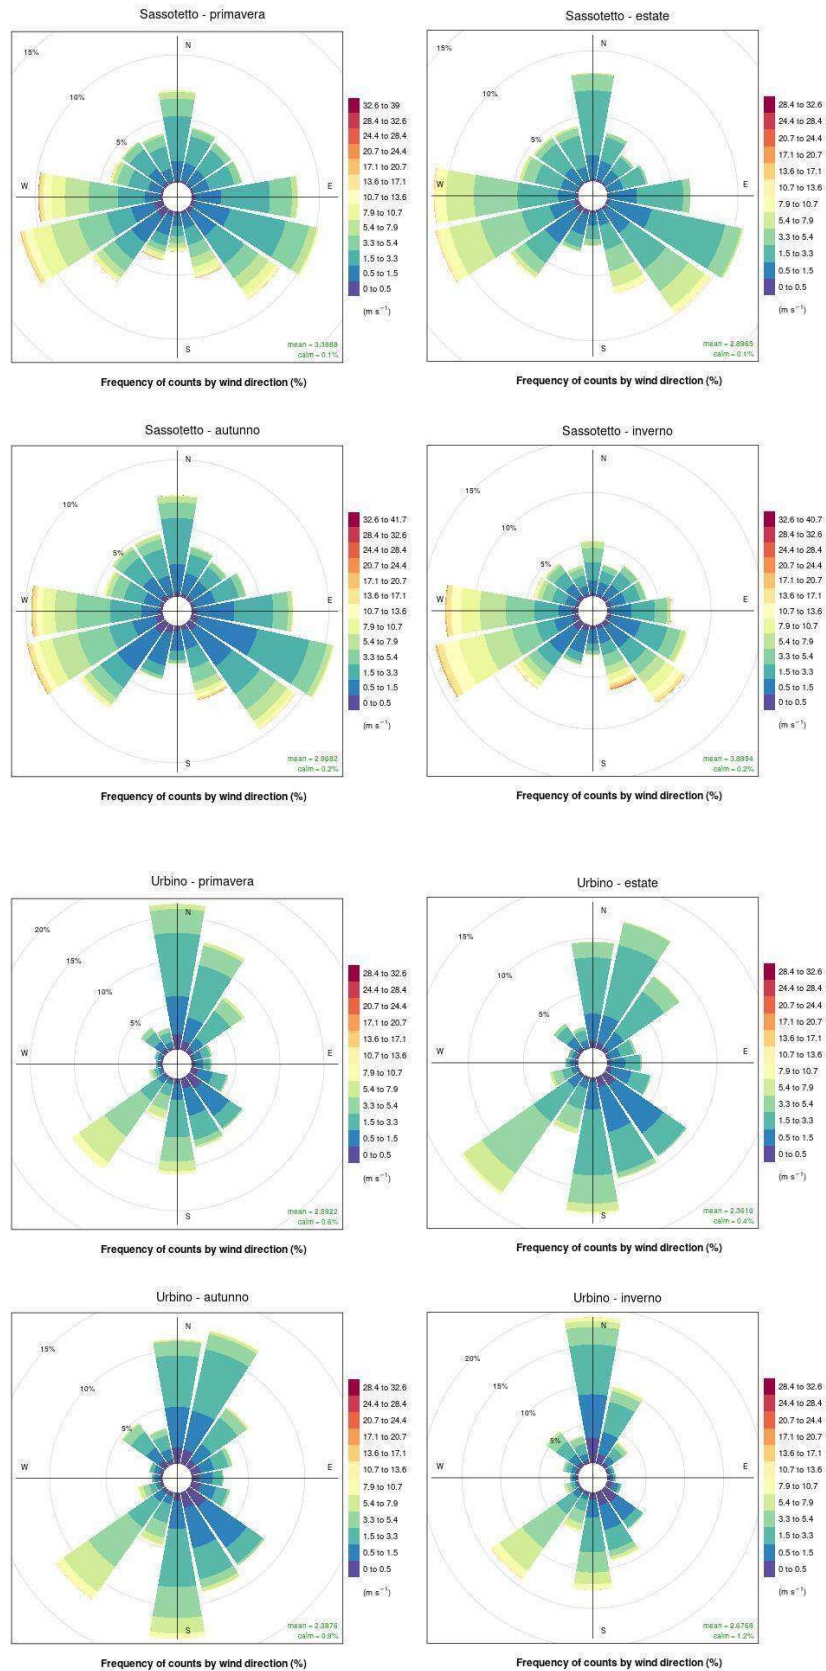 Sassotetto - primavera
15%
10%
5%
N
W
E
S
32.6 to 39
28.4 to 32.6
24.4 to 28.4
20.7 to 24.4
17.1 to 20.7
13.6 to 17.1
10.7 to 13.6
7.9 to 10.7
5.4 to 7.9
3.3 to 5.4
1.5 to 3.3
0.5 to 1.5
0 to 0.5
(m s⁻¹)
mean = 3.3688
calm = 0.1%
Frequency of counts by wind direction (%)
Sassotetto - estate
15%
10%
5%
N
W
E
S
28.4 to 32.6
24.4 to 28.4
20.7 to 24.4
17.1 to 20.7
13.6 to 17.1
10.7 to 13.6
7.9 to 10.7
5.4 to 7.9
3.3 to 5.4
1.5 to 3.3
0.5 to 1.5
0 to 0.5
(m s⁻¹)
mean = 2.8965
calm = 0.1%
Frequency of counts by wind direction (%)
Sassotetto - autunno
10%
5%
N
W
E
S
32.6 to 41.7
28.4 to 32.6
24.4 to 28.4
20.7 to 24.4
17.1 to 20.7
13.6 to 17.1
10.7 to 13.6
7.9 to 10.7
5.4 to 7.9
3.3 to 5.4
1.5 to 3.3
0.5 to 1.5
0 to 0.5
(m s⁻¹)
mean = 2.9682
calm = 0.2%
Frequency of counts by wind direction (%)
Sassotetto - inverno
15%
10%
5%
N
W
E
S
32.6 to 40.7
28.4 to 32.6
24.4 to 28.4
20.7 to 24.4
17.1 to 20.7
13.6 to 17.1
10.7 to 13.6
7.9 to 10.7
5.4 to 7.9
3.3 to 5.4
1.5 to 3.3
0.5 to 1.5
0 to 0.5
(m s⁻¹)
mean = 3.8994
calm = 0.2%
Frequency of counts by wind direction (%)
Urbino - primavera
20%
15%
10%
5%
N
W
E
S
28.4 to 32.6
24.4 to 28.4
20.7 to 24.4
17.1 to 20.7
13.6 to 17.1
10.7 to 13.6
7.9 to 10.7
5.4 to 7.9
3.3 to 5.4
1.5 to 3.3
0.5 to 1.5
0 to 0.5
(m s⁻¹)
mean = 2.5922
calm = 0.6%
Frequency of counts by wind direction (%)
Urbino - estate
15%
10%
5%
N
W
E
S
28.4 to 32.6
24.4 to 28.4
20.7 to 24.4
17.1 to 20.7
13.6 to 17.1
10.7 to 13.6
7.9 to 10.7
5.4 to 7.9
3.3 to 5.4
1.5 to 3.3
0.5 to 1.5
0 to 0.5
(m s⁻¹)
mean = 2.3616
calm = 0.4%
Frequency of counts by wind direction (%)
Urbino - autunno
15%
10%
5%
N
W
E
S
28.4 to 32.6
24.4 to 28.4
20.7 to 24.4
17.1 to 20.7
13.6 to 17.1
10.7 to 13.6
7.9 to 10.7
5.4 to 7.9
3.3 to 5.4
1.5 to 3.3
0.5 to 1.5
0 to 0.5
(m s⁻¹)
mean = 2.3876
calm = 0.9%
Frequency of counts by wind direction (%)
Urbino - inverno
20%
15%
10%
5%
N
W
E
S
28.4 to 32.6
24.4 to 28.4
20.7 to 24.4
17.1 to 20.7
13.6 to 17.1
10.7 to 13.6
7.9 to 10.7
5.4 to 7.9
3.3 to 5.4
1.5 to 3.3
0.5 to 1.5
0 to 0.5
(m s⁻¹)
mean = 2.6768
calm = 1.2%
Frequency of counts by wind direction (%)